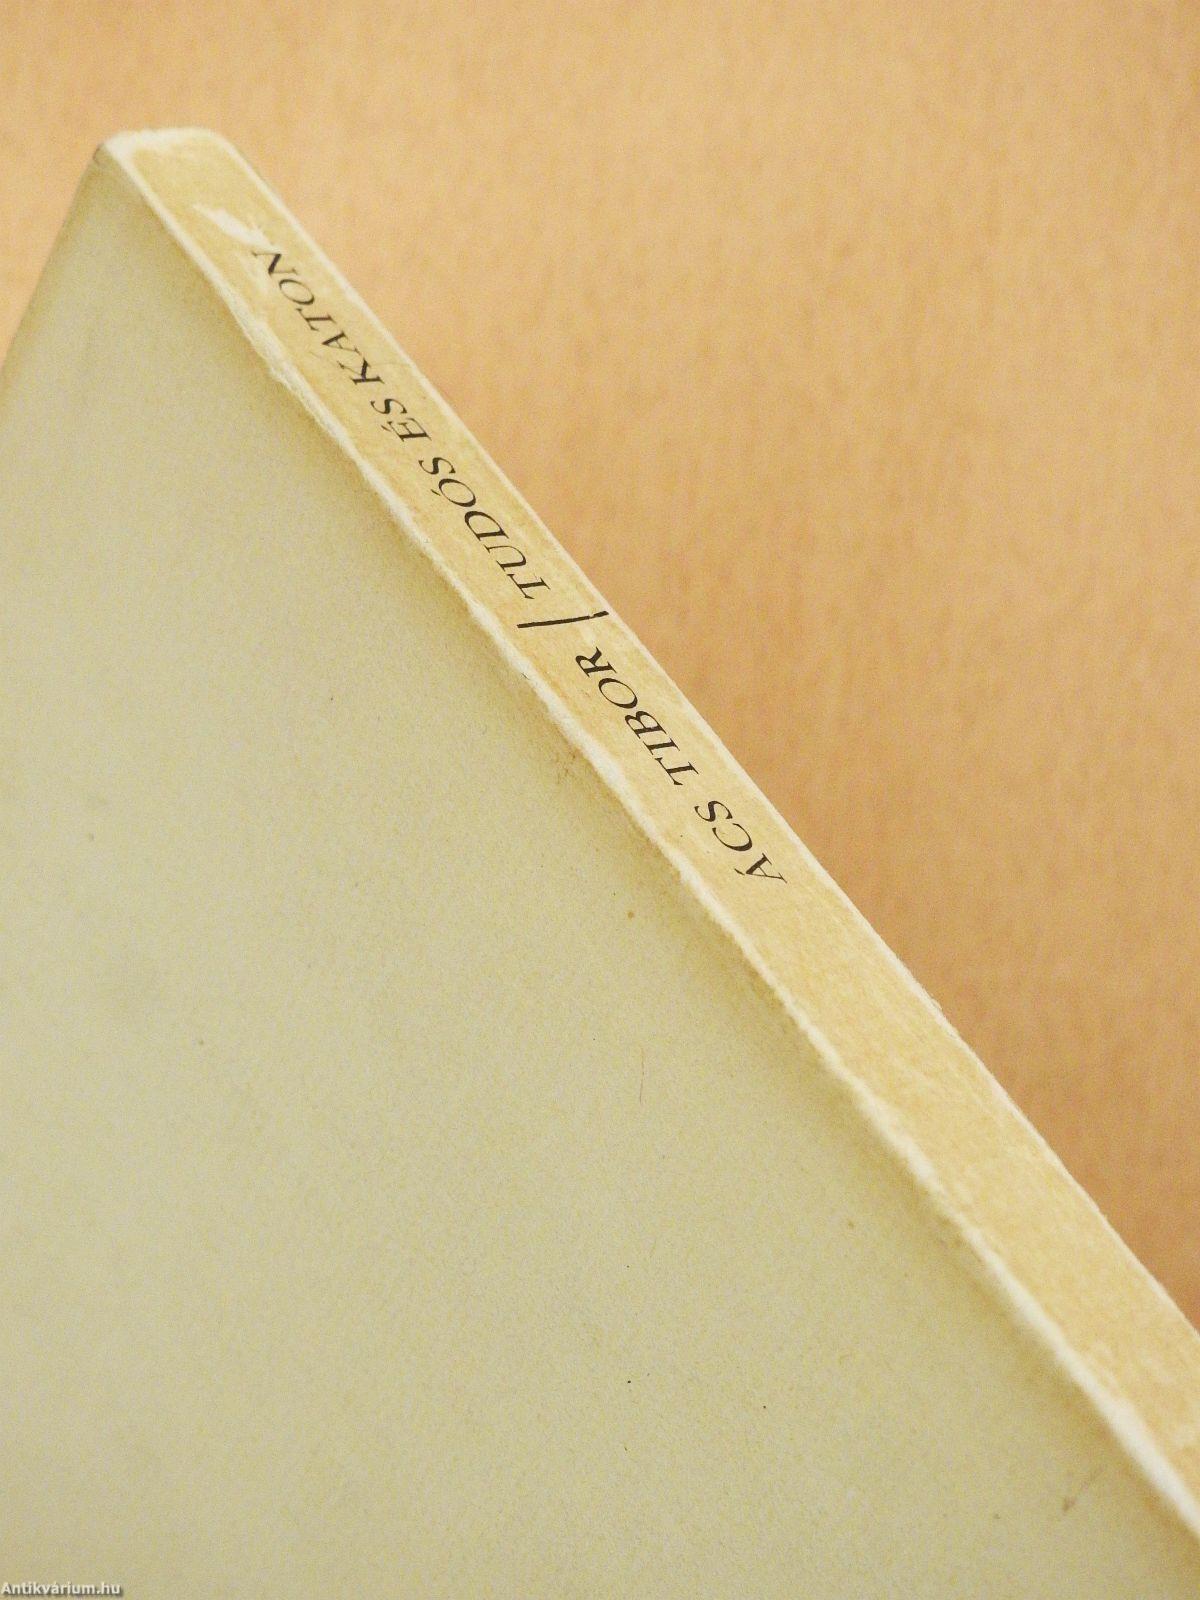 ÁCS TIBOR | TUDÓS ÉS KATON
Antikvárium.hu